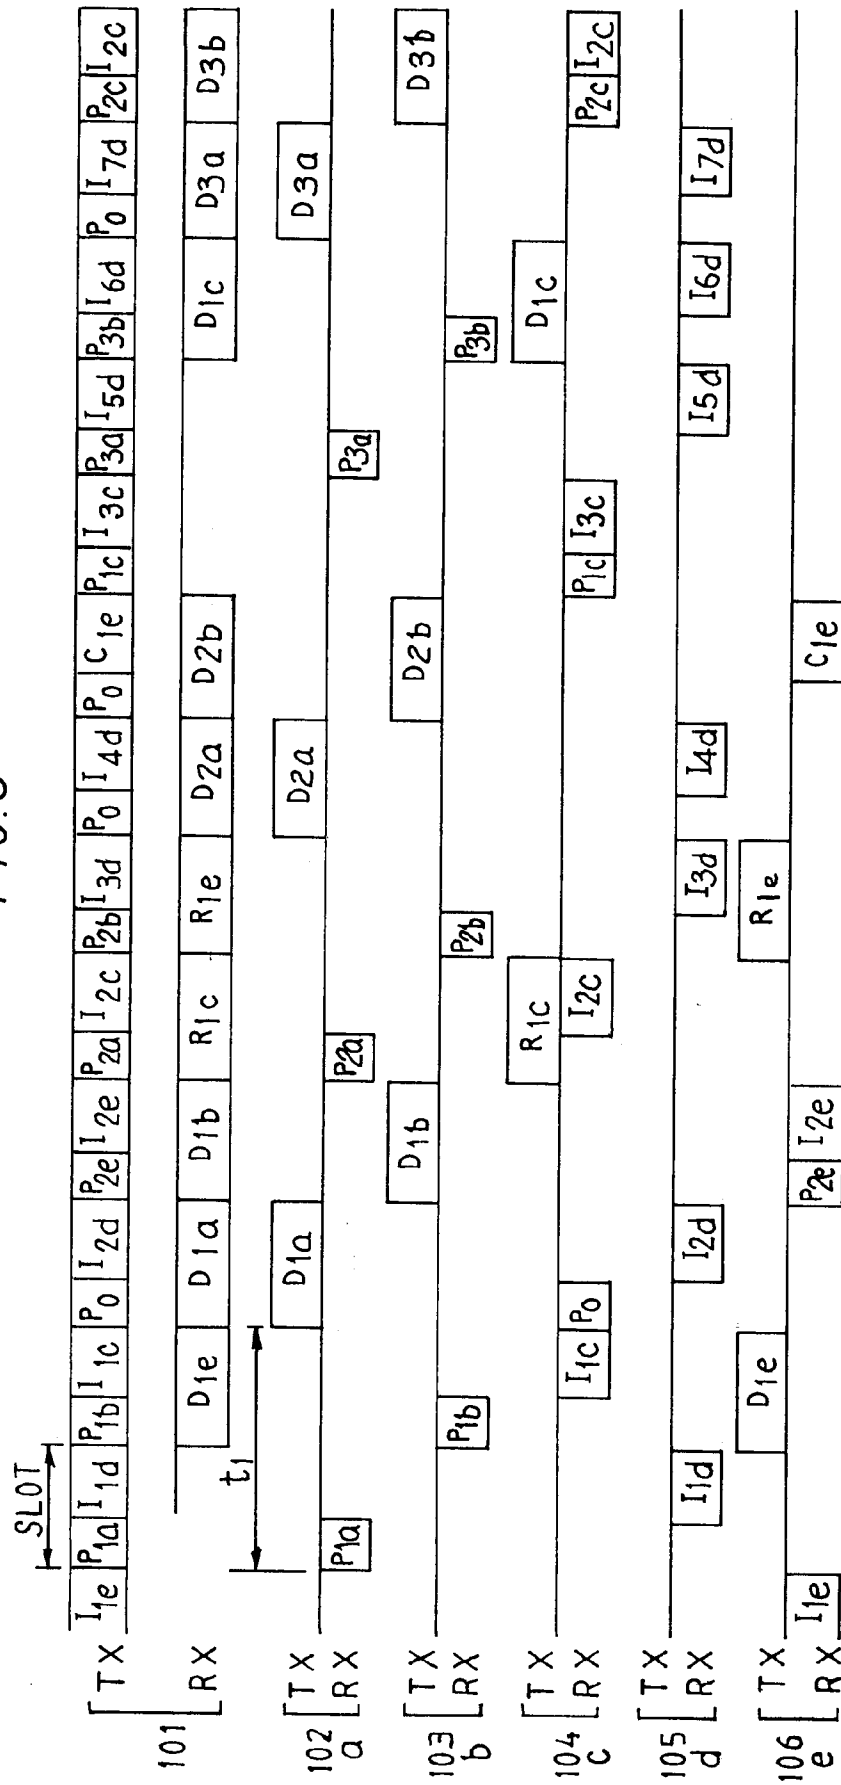 SLOT
101 TX I1e P1a I1d P1b I1c P0 I2d P2e I2e P2a I2c P2b I3d P0 I4d P0 C1e P1c I3c P3a I5d P3b I6d P0 I7d P2c I2c
RX D1e D1a D1b R1c R1e D2a D2b D1c D3a D3b
t1
102 a TX D1a D2a D3a
RX P1a P2a P3a
103 b TX D1b D2b D3b
RX P1b P2b P3b
104 c TX R1c D1c
RX I1c P0 I2c P1c I3c P2c I2c
105 d TX
RX I1d I2d I3d I4d I5d I6d I7d
106 e TX D1e R1e
RX I1e P2e I2e C1e